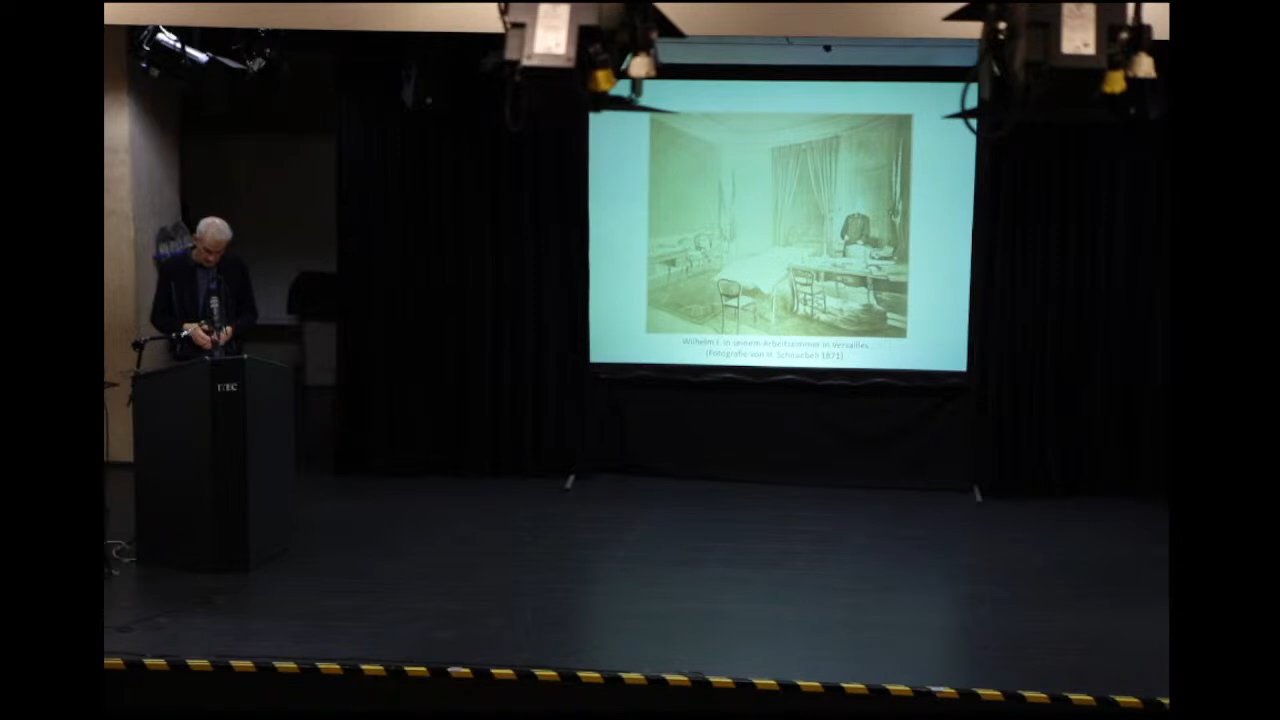 Wilhelm I. in seinem Arbeitszimmer in Versailles
(Fotografie von H. Schnaebeli 1871)